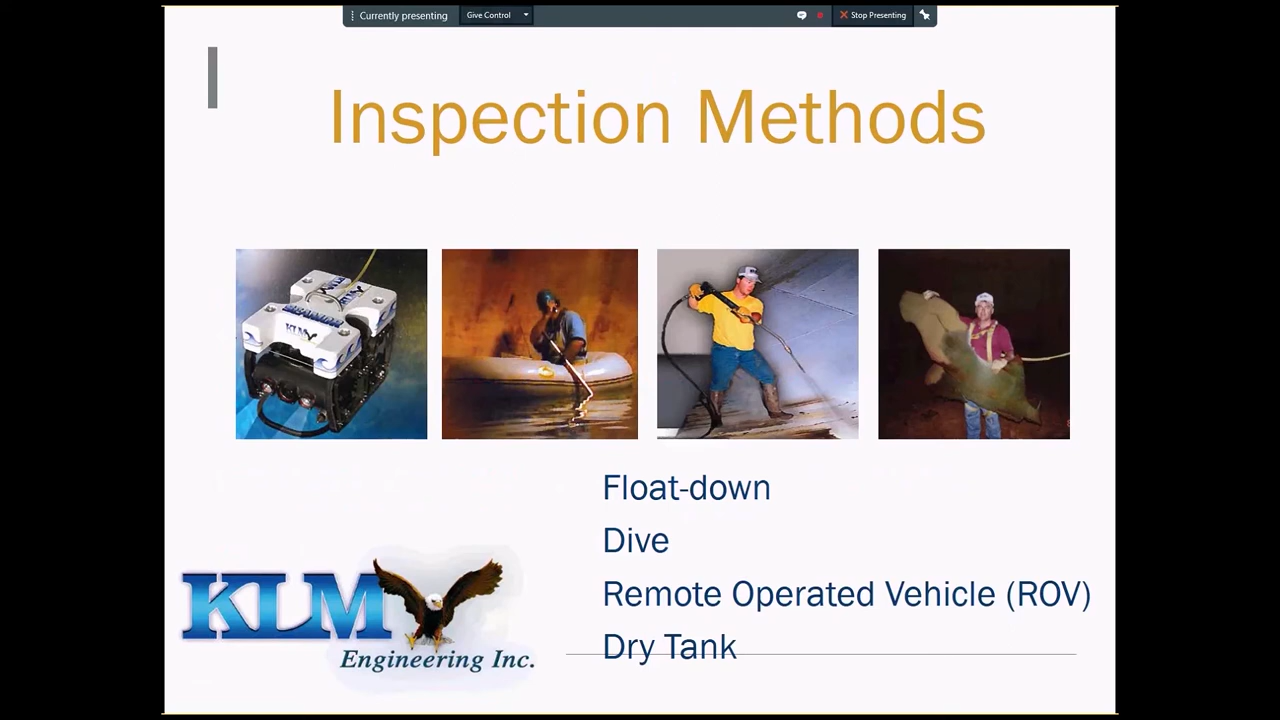 Currently presenting
Give Control
Stop Presenting
Inspection Methods
KLM
Float-down
Dive
Remote Operated Vehicle (ROV)
Dry Tank
KLM
Engineering Inc.